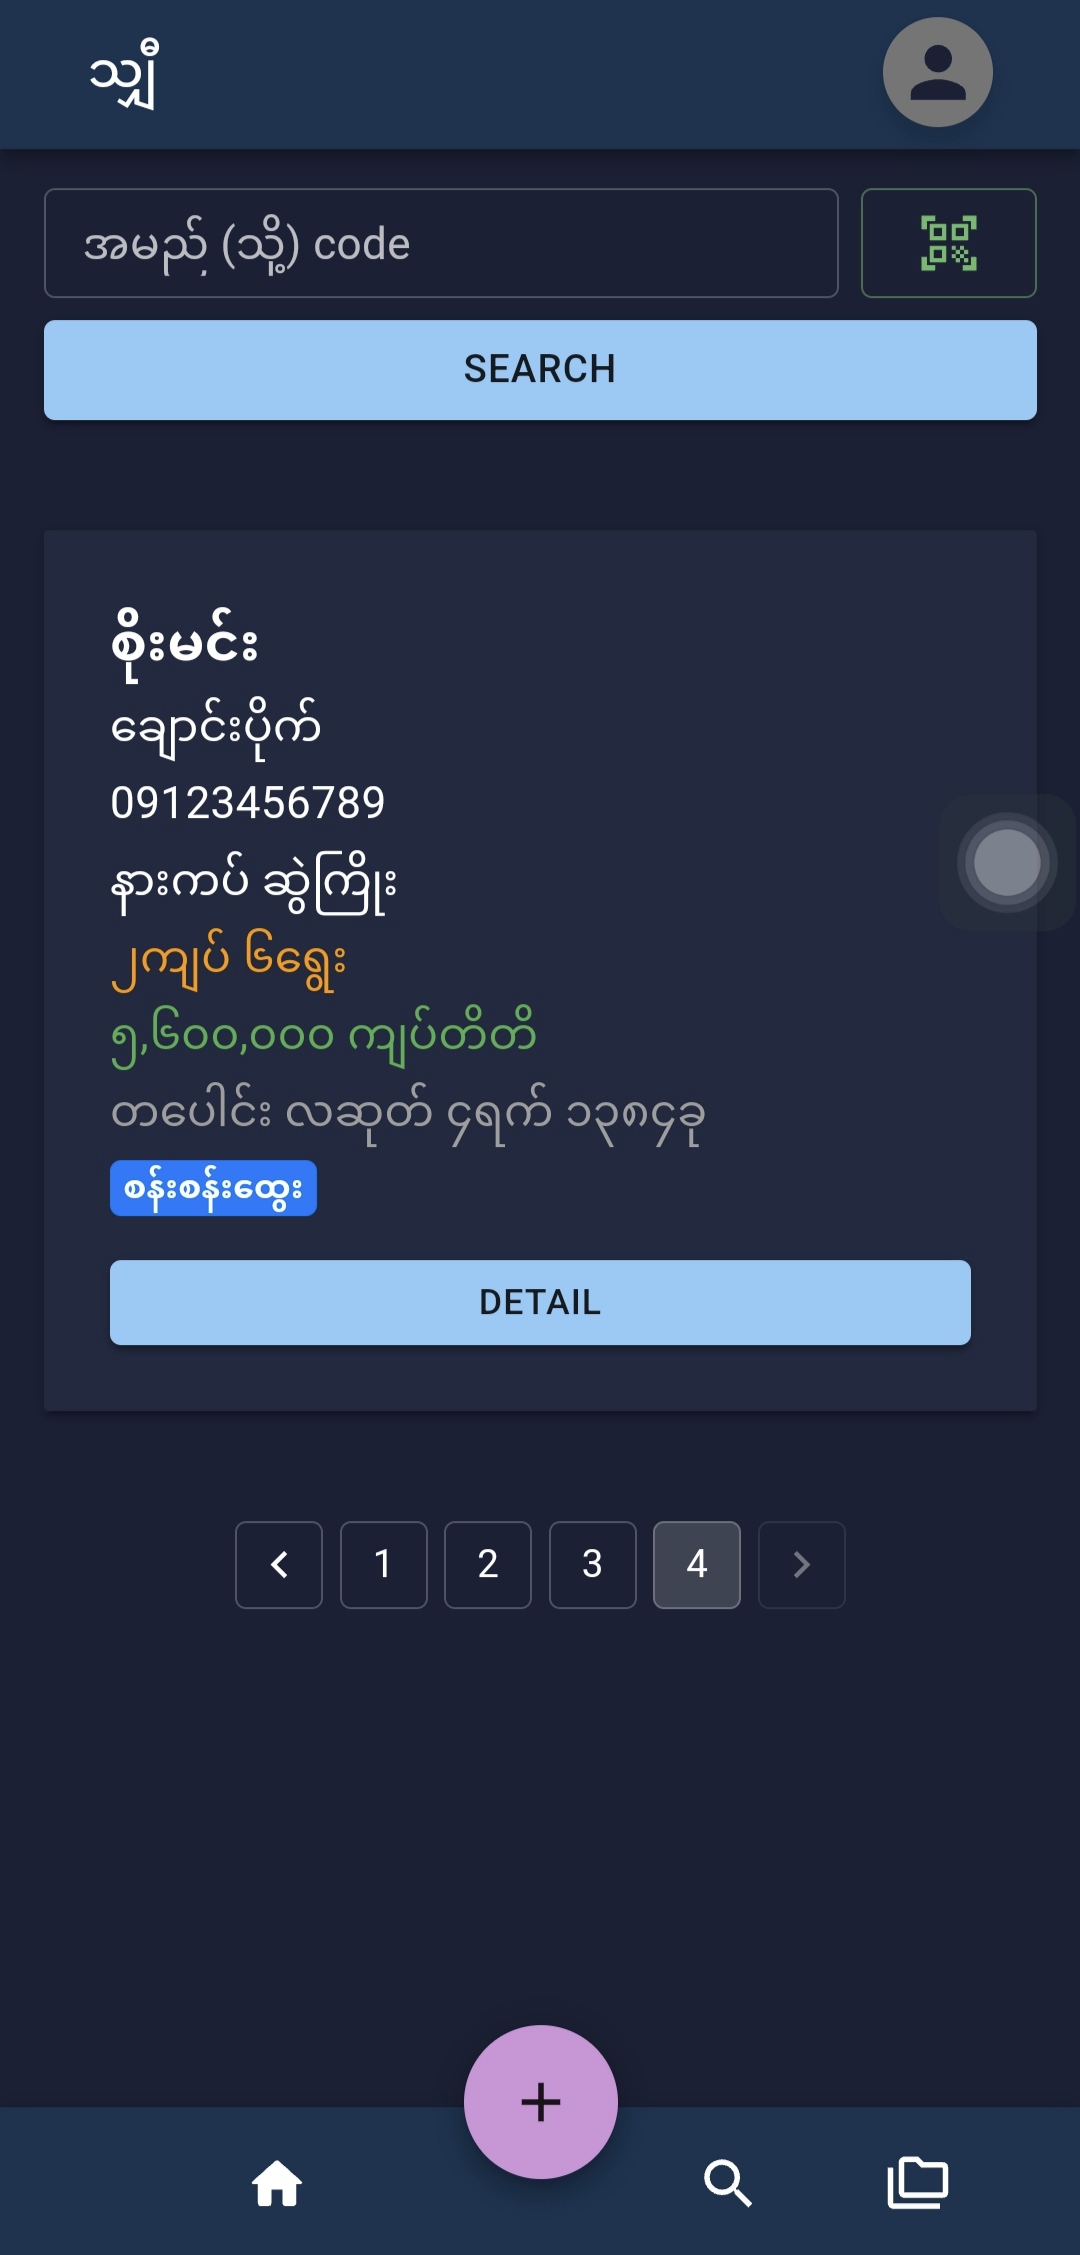 သျှီ
အမည် (သို့) code
SEARCH
စိုးမင်း
ချောင်းပိုက်
09123456789
နားကပ် ဆွဲကြိုး
၂ကျပ် ၆ရွေး
၅,၆၀၀,၀၀၀ ကျပ်တိတိ
တပေါင်း လဆုတ် ၄ရက် ၁၃၈၄ခု
စန်းစန်းထွေး
DETAIL
1 2 3 4